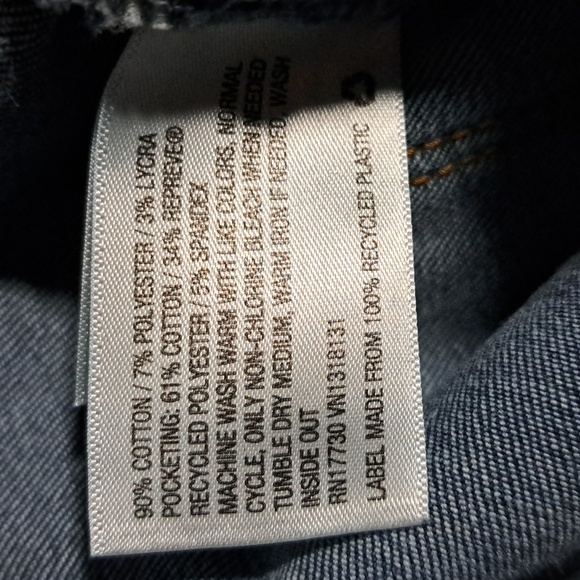 90% COTTON / 7% POLYESTER / 3% LYCRA
POCKETING: 61% COTTON / 34% REPREVE®
RECYCLED POLYESTER / 5% SPANDEX
MACHINE WASH WARM WITH LIKE COLORS, NORMAL
CYCLE, ONLY NON-CHLORINE BLEACH WHEN NEEDED
TUMBLE DRY MEDIUM, WARM IRON IF NEEDED, WASH
INSIDE OUT
RN17730 VN1318131
LABEL MADE FROM 100% RECYCLED PLASTIC